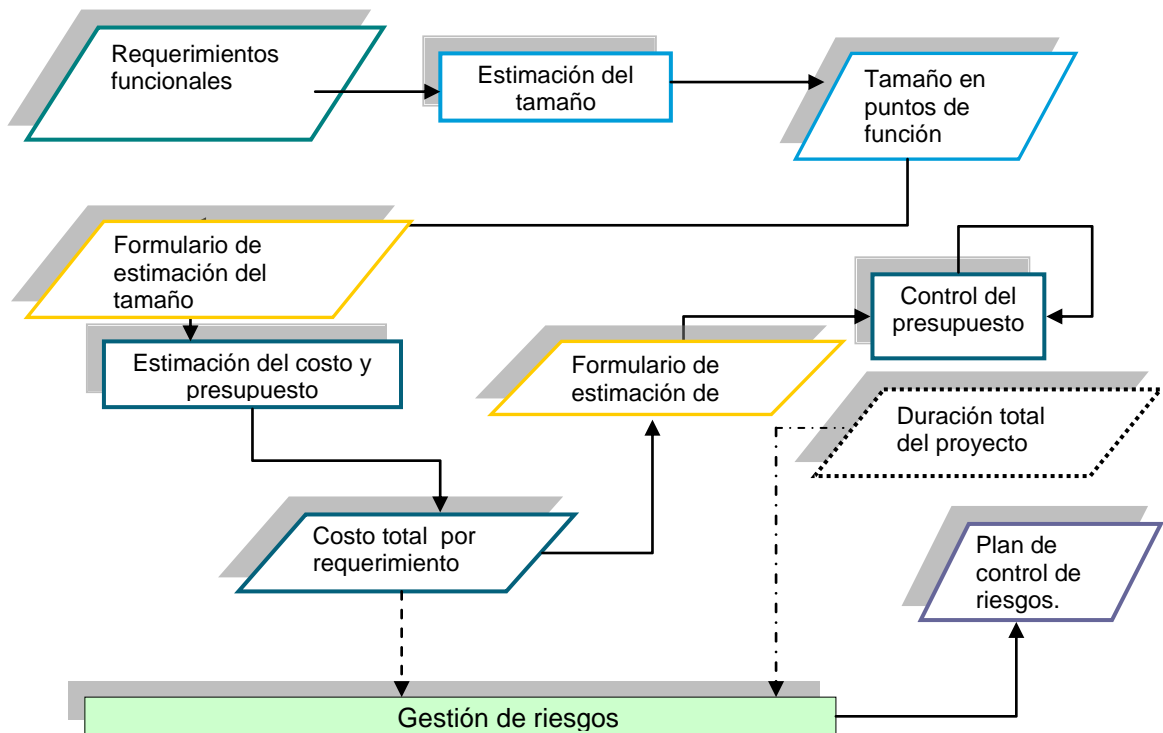 Requerimientos
funcionales
Estimación del
tamaño
Tamaño en
puntos de
función
Formulario de
estimación del
tamaño
Control del
presupuesto
Estimación del costo y
presupuesto
Formulario de
estimación de
Duración total
del proyecto
Costo total por
requerimiento
Plan de
control de
riesgos.
Gestión de riesgos